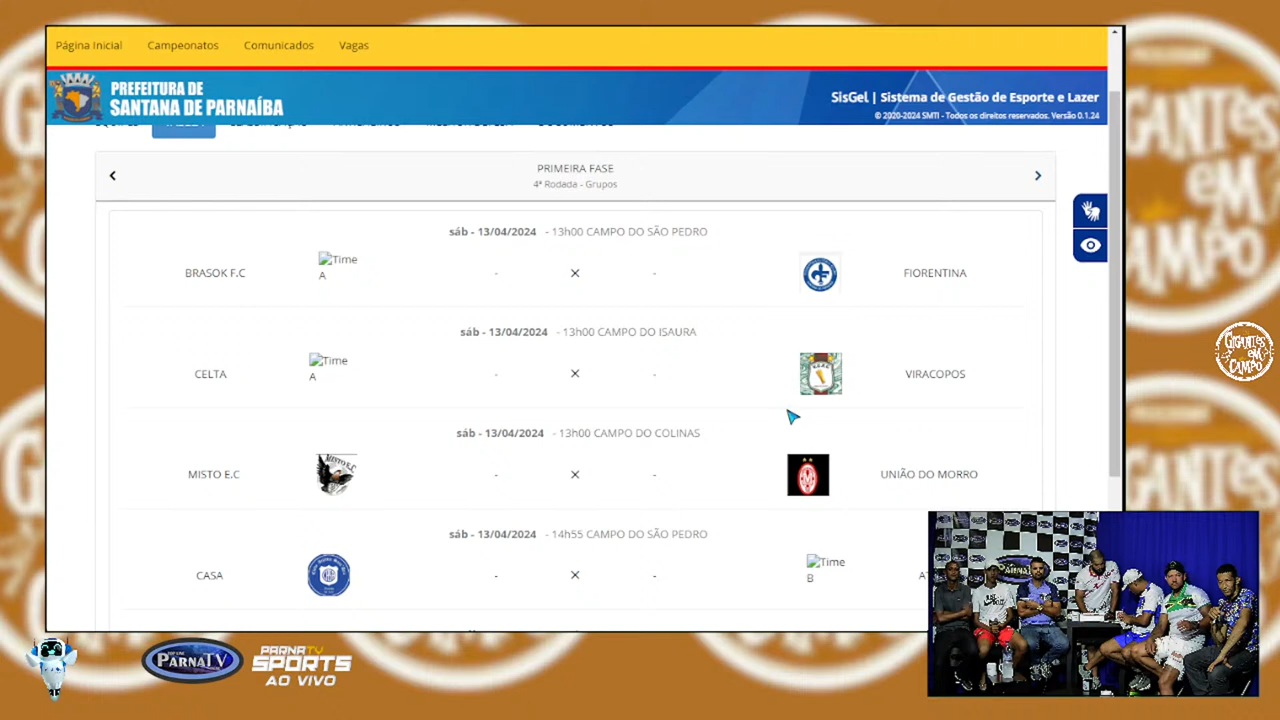 Página Inicial Campeonatos Comunicados Vagas
PREFEITURA DE
SANTANA DE PARNAÍBA
SisGel | Sistema de Gestão de Esporte e Lazer
© 2020-2024 SMTI - Todos os direitos reservados. Versão 0.1.24
PRIMEIRA FASE
4ª Rodada - Grupos
sáb - 13/04/2024 - 13h00 CAMPO DO SÃO PEDRO
BRASOK F.C Time A - × - FIORENTINA
sáb - 13/04/2024 - 13h00 CAMPO DO ISAURA
CELTA Time A - × - VIRACOPOS
sáb - 13/04/2024 - 13h00 CAMPO DO COLINAS
MISTO E.C - × - UNIÃO DO MORRO
sáb - 13/04/2024 - 14h55 CAMPO DO SÃO PEDRO
CASA - × - Time B
GIGANTES
EM
CAMPO
PARNATV
PARNATV
SPORTS
AO VIVO